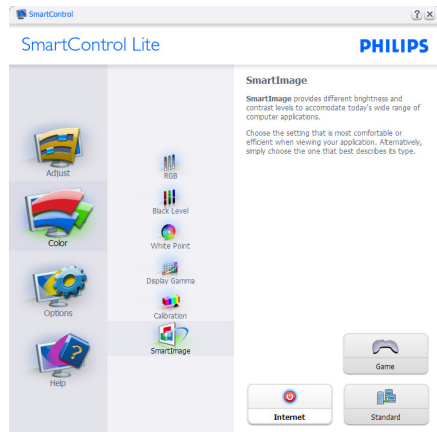 SmartControl
SmartControl Lite
PHILIPS
Adjust
Color
Options
Help
RGB
Black Level
White Point
Display Gamma
Calibration
SmartImage
SmartImage
SmartImage provides different brightness and
contrast levels to accomodate today's wide range of
computer applications.
Choose the setting that is most comfortable or
efficient when viewing your application. Alternatively,
simply choose the one that best describes its type.
Game
Internet
Standard